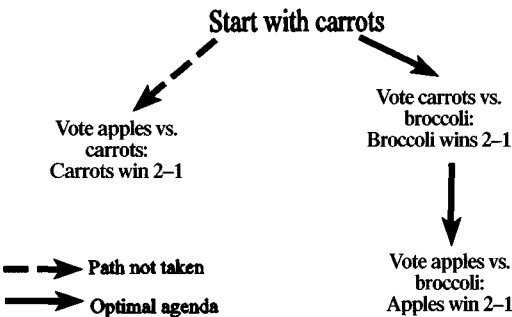 Start with carrots
Vote apples vs.
carrots:
Carrots win 2–1
Vote carrots vs.
broccoli:
Broccoli wins 2–1
Vote apples vs.
broccoli:
Apples win 2–1
Path not taken
Optimal agenda